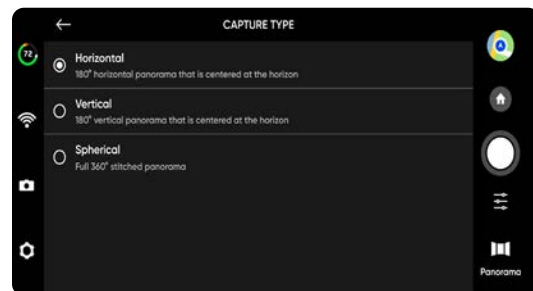 CAPTURE TYPE
72
Horizontal
180° horizontal panorama that is centered at the horizon
Vertical
180° vertical panorama that is centered at the horizon
Spherical
Full 360° stitched panorama
A
Panorama